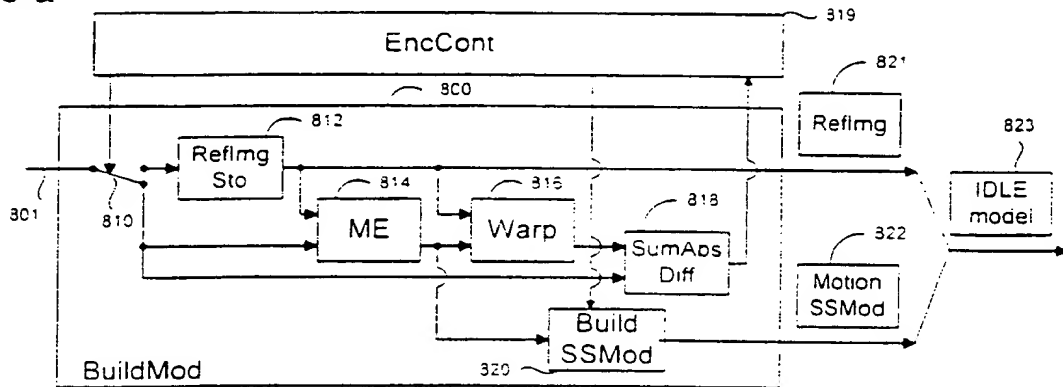 819
EncCont
800
821
RefImg
812
RefImg
Sto
823
IDLE
model
814
ME
816
Warp
818
SumAbs
Diff
801
810
822
Motion
SSMod
Build
SSMod
820
BuildMod